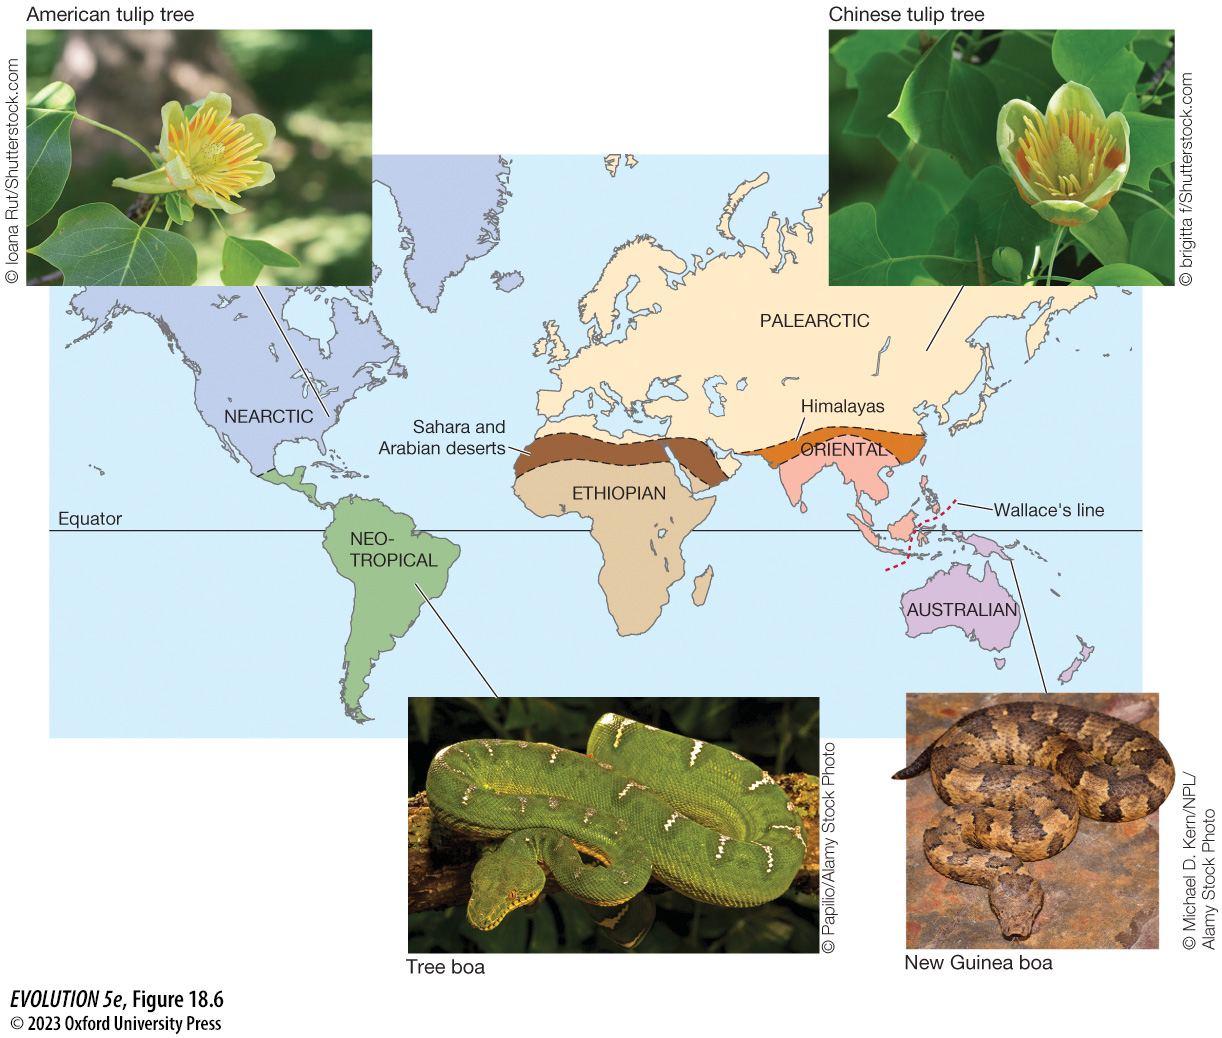 American tulip tree
Chinese tulip tree
© Ioana Rut/Shutterstock.com
© brigitta f/Shutterstock.com
PALEARCTIC
NEARCTIC
Himalayas
Sahara and
Arabian deserts
ORIENTAL
ETHIOPIAN
Wallace's line
Equator
NEO-
TROPICAL
AUSTRALIAN
© Papilio/Alamy Stock Photo
© Michael D. Kern/NPL/
Alamy Stock Photo
Tree boa
New Guinea boa
EVOLUTION 5e, Figure 18.6
© 2023 Oxford University Press